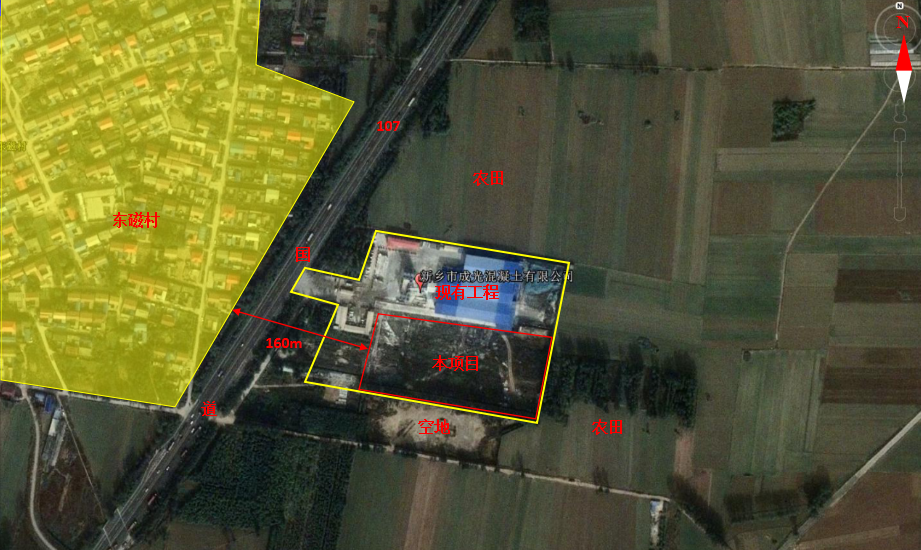 N
N
107
农田
东磁村
国
新乡市成光混凝土有限公司
现有工程
160m
本项目
道
空地
农田